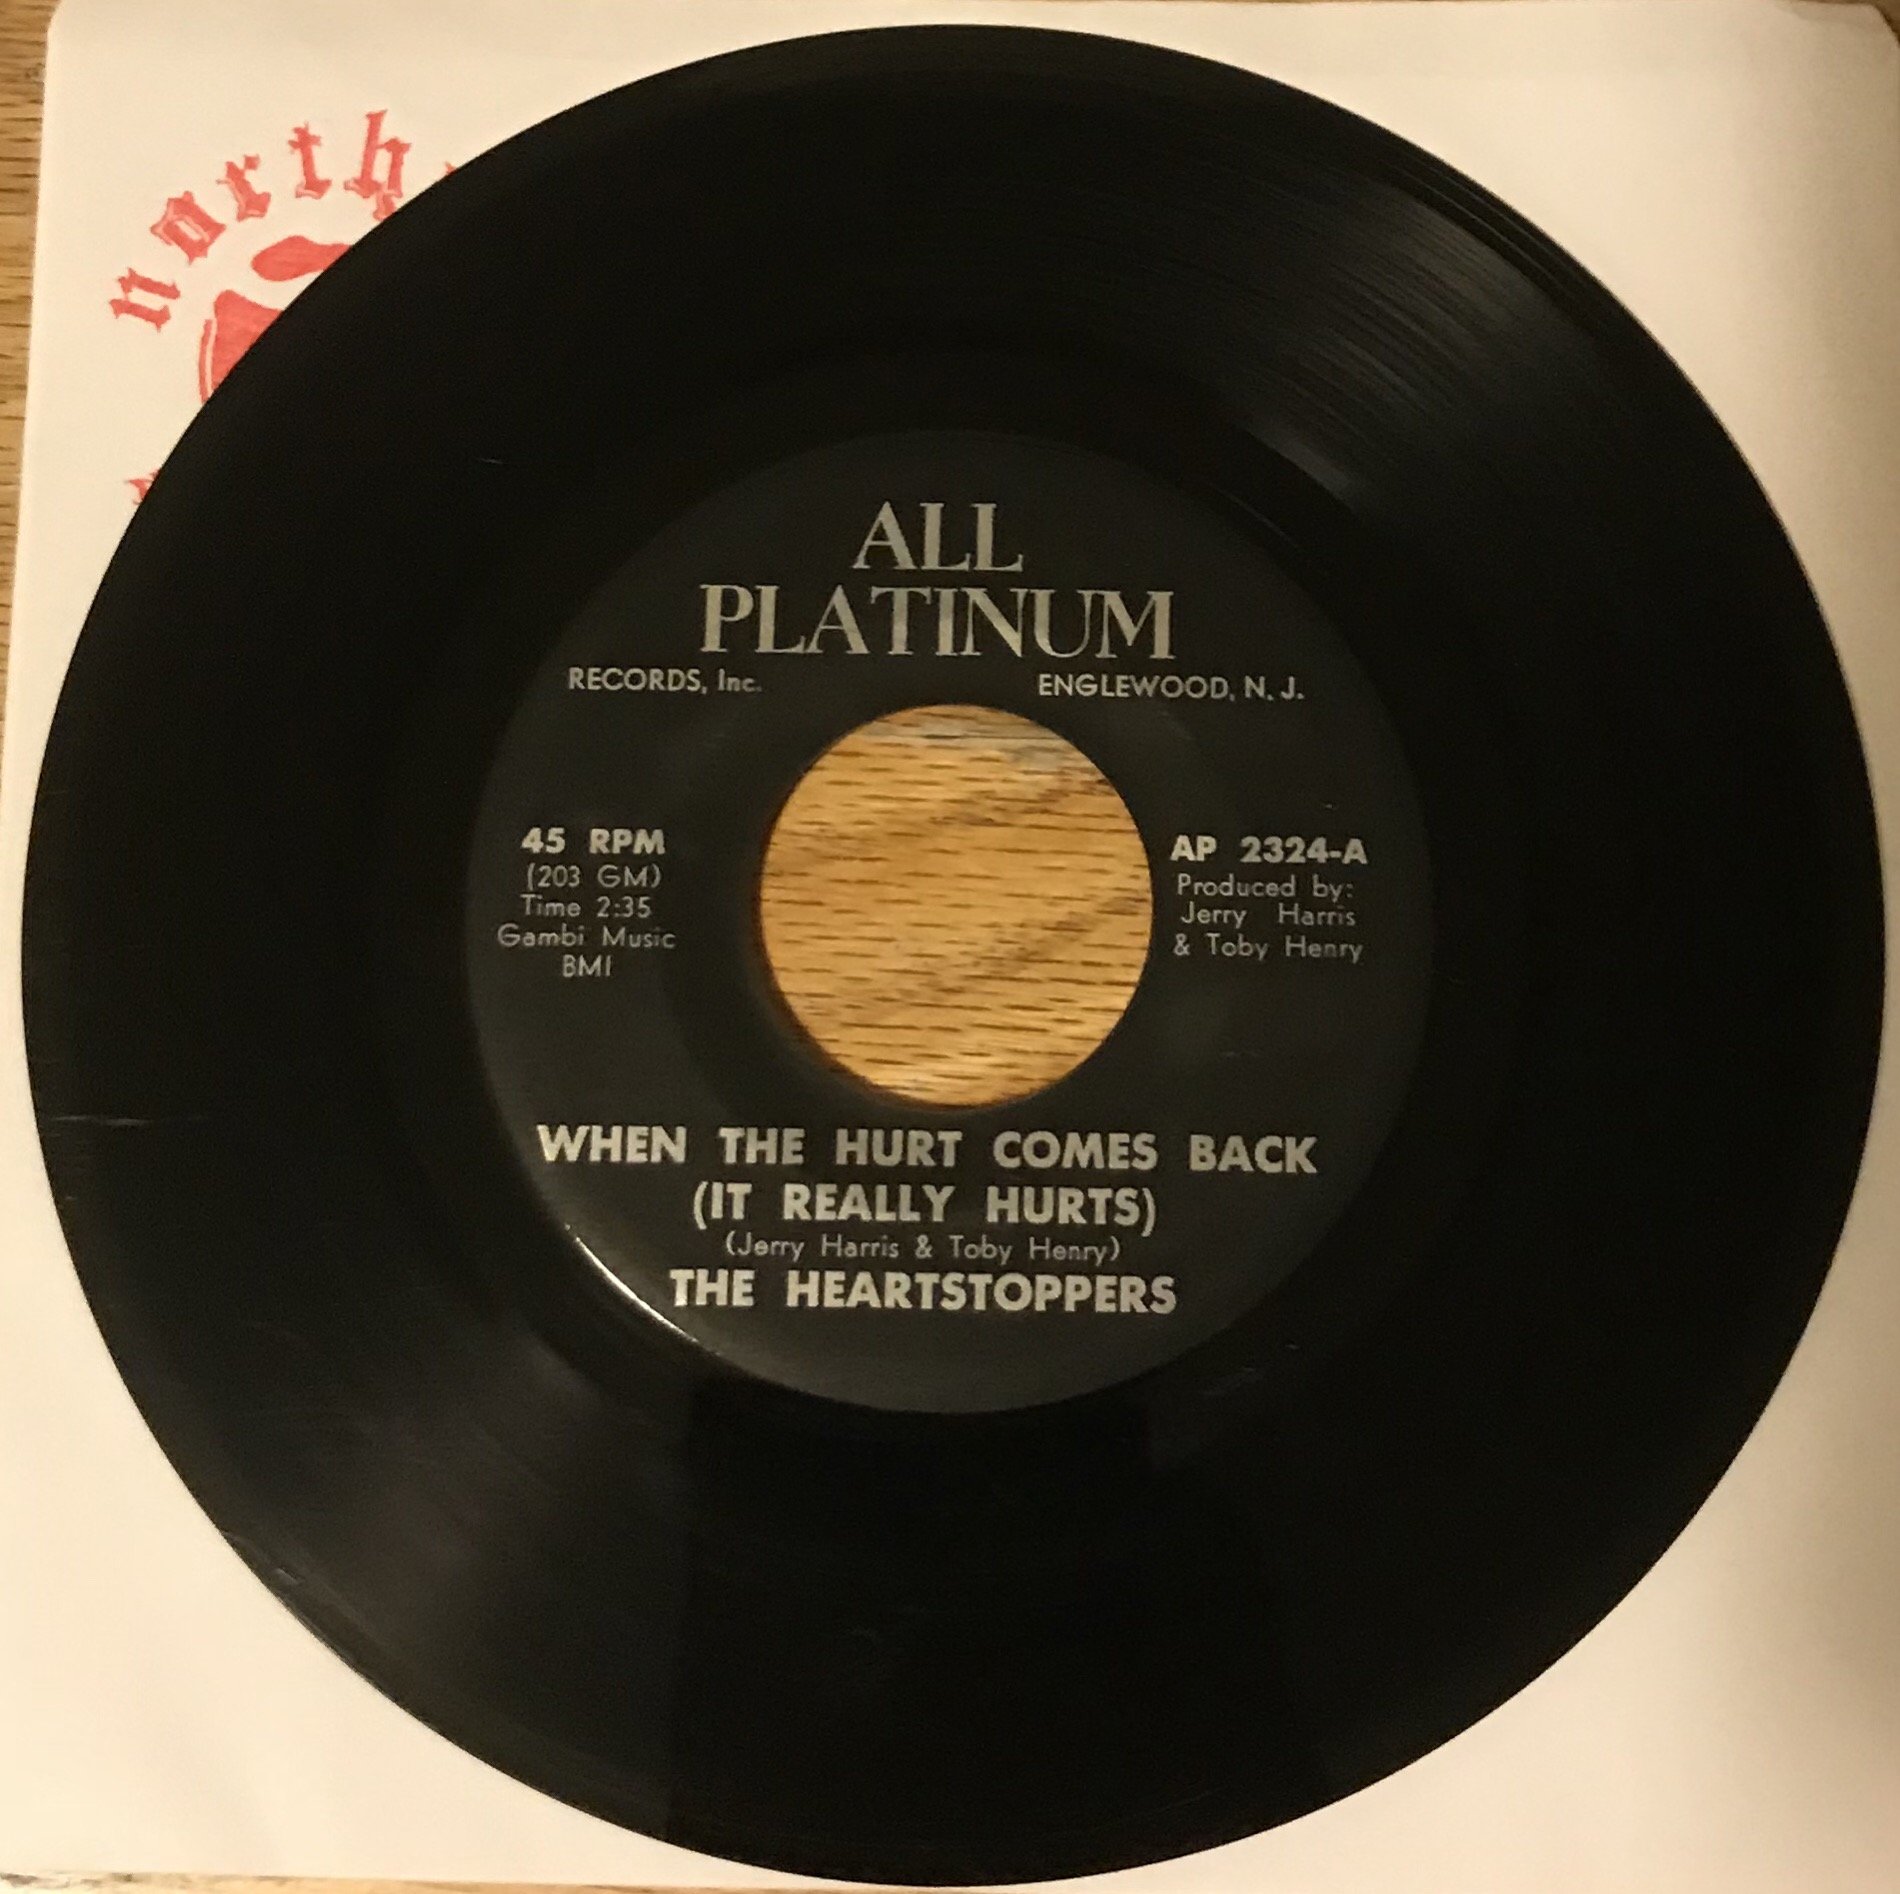 north
ALL
PLATINUM
RECORDS, Inc. ENGLEWOOD, N. J.
45 RPM
(203 GM)
Time 2:35
Gambi Music
BMI
AP 2324-A
Produced by:
Jerry Harris
& Toby Henry
WHEN THE HURT COMES BACK
(IT REALLY HURTS)
(Jerry Harris & Toby Henry)
THE HEARTSTOPPERS